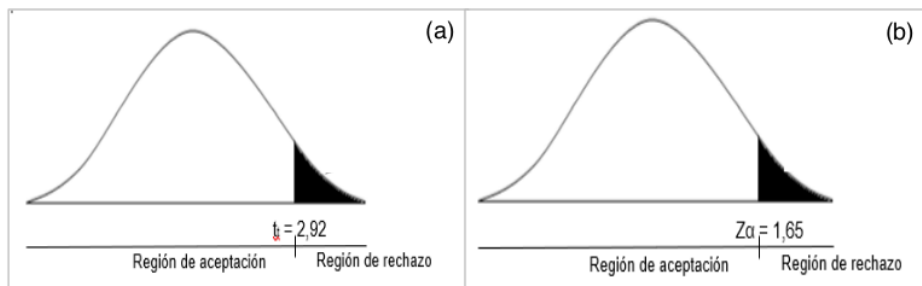 (a)
tₜ = 2,92
Región de aceptación
Región de rechazo
(b)
Zα = 1,65
Región de aceptación
Región de rechazo